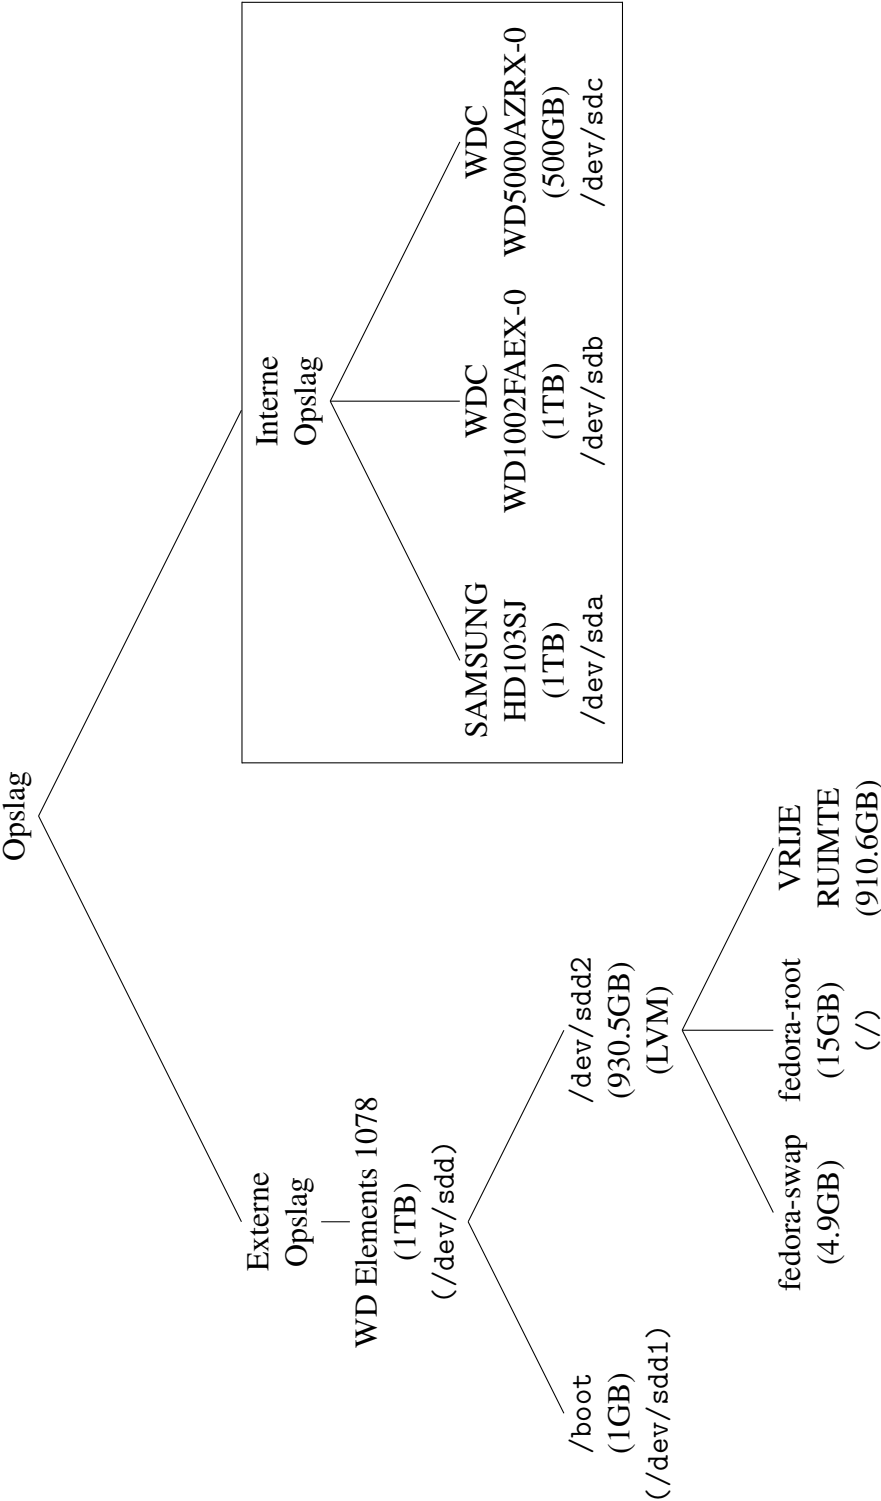 Opslag
Externe
Opslag
WD Elements 1078
(1TB)
(/dev/sdd)
/boot
(1GB)
(/dev/sdd1)
/dev/sdd2
(930.5GB)
(LVM)
fedora-swap
(4.9GB)
fedora-root
(15GB)
(/)
VRIJE
RUIMTE
(910.6GB)
Interne
Opslag
SAMSUNG
HD103SJ
(1TB)
/dev/sda
WDC
WD1002FAEX-0
(1TB)
/dev/sdb
WDC
WD5000AZRX-0
(500GB)
/dev/sdc